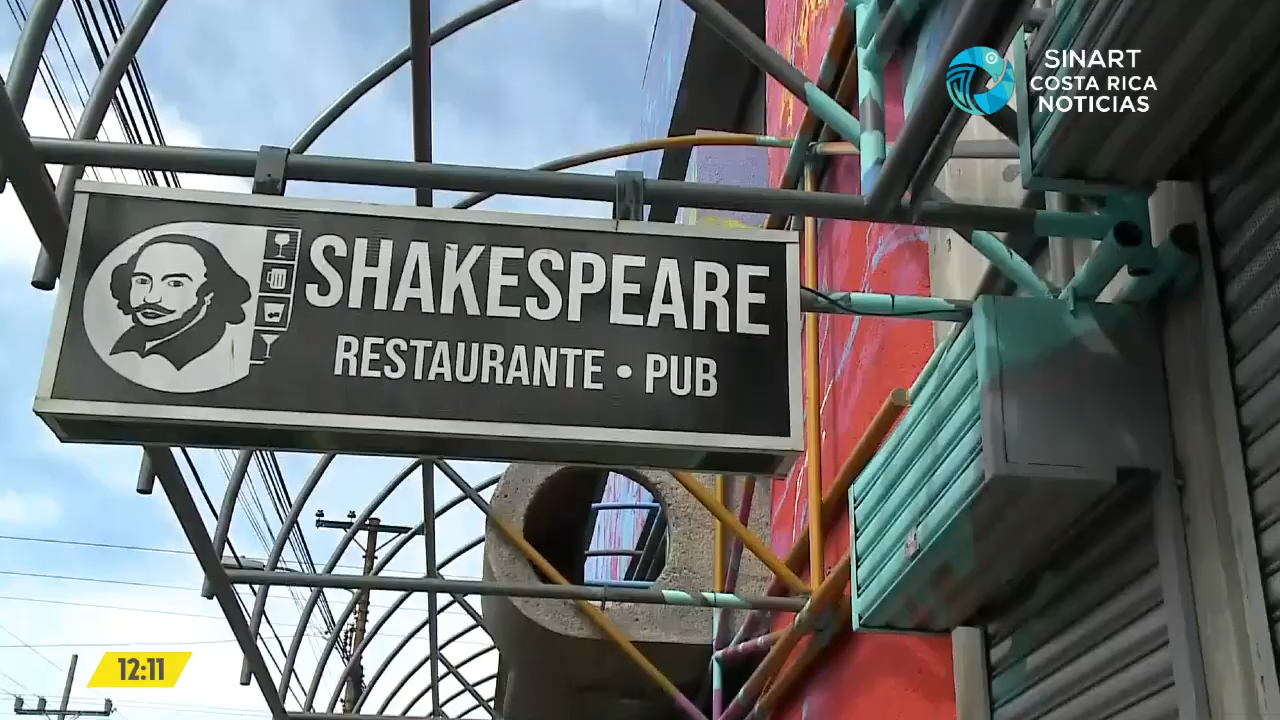 SINART
COSTA RICA
NOTICIAS
SHAKESPEARE
RESTAURANTE • PUB
12:11